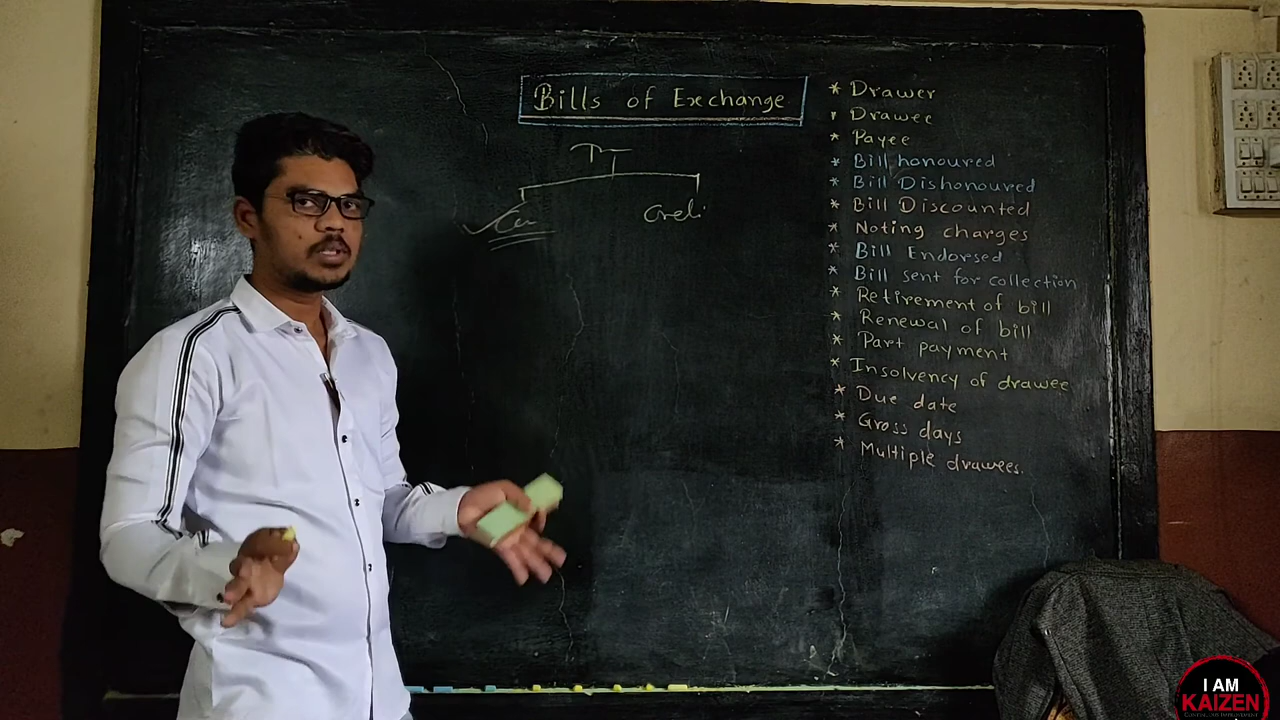 Bills of Exchange
* Drawer
* Drawee
* Payee
* Bill honoured
* Bill Dishonoured
* Bill Discounted
* Noting charges
* Bill Endorsed
* Bill sent for collection
* Retirement of bill
* Renewal of bill
* Part payment
* Insolvency of drawee
* Due date
* Gross days
* Multiple drawees.
I AM
KAIZEN